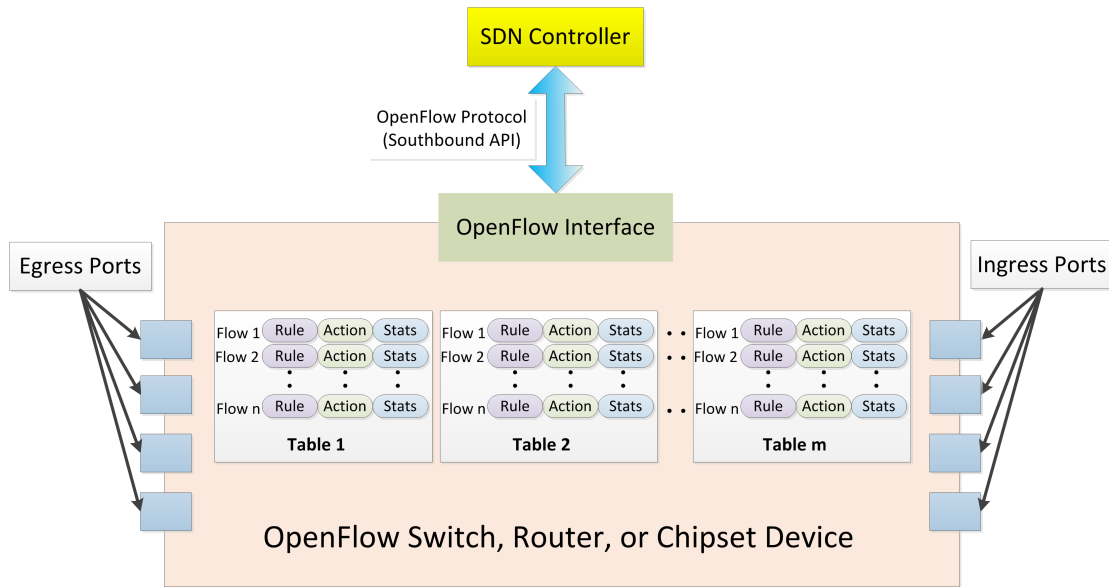 SDN Controller
OpenFlow Protocol
(Southbound API)
OpenFlow Interface
Egress Ports
Ingress Ports
Flow 1 Rule Action Stats
Flow 2 Rule Action Stats
Flow n Rule Action Stats
Table 1
Flow 1 Rule Action Stats
Flow 2 Rule Action Stats
Flow n Rule Action Stats
Table 2
Flow 1 Rule Action Stats
Flow 2 Rule Action Stats
Flow n Rule Action Stats
Table m
OpenFlow Switch, Router, or Chipset Device